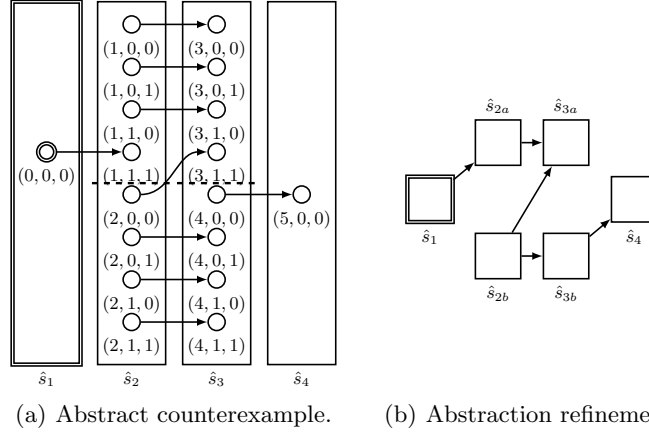 (1,0,0) (3,0,0)
(1,0,1) (3,0,1)
(1,1,0) (3,1,0)
(0,0,0) (1,1,1) (3,1,1)
(2,0,0) (4,0,0) (5,0,0)
(2,0,1) (4,0,1)
(2,1,0) (4,1,0)
(2,1,1) (4,1,1)
ŝ₁ ŝ₂ ŝ₃ ŝ₄
(a) Abstract counterexample.
ŝ₂ₐ ŝ₃ₐ
ŝ₁ ŝ₄
ŝ2b ŝ3b
(b) Abstraction refineme